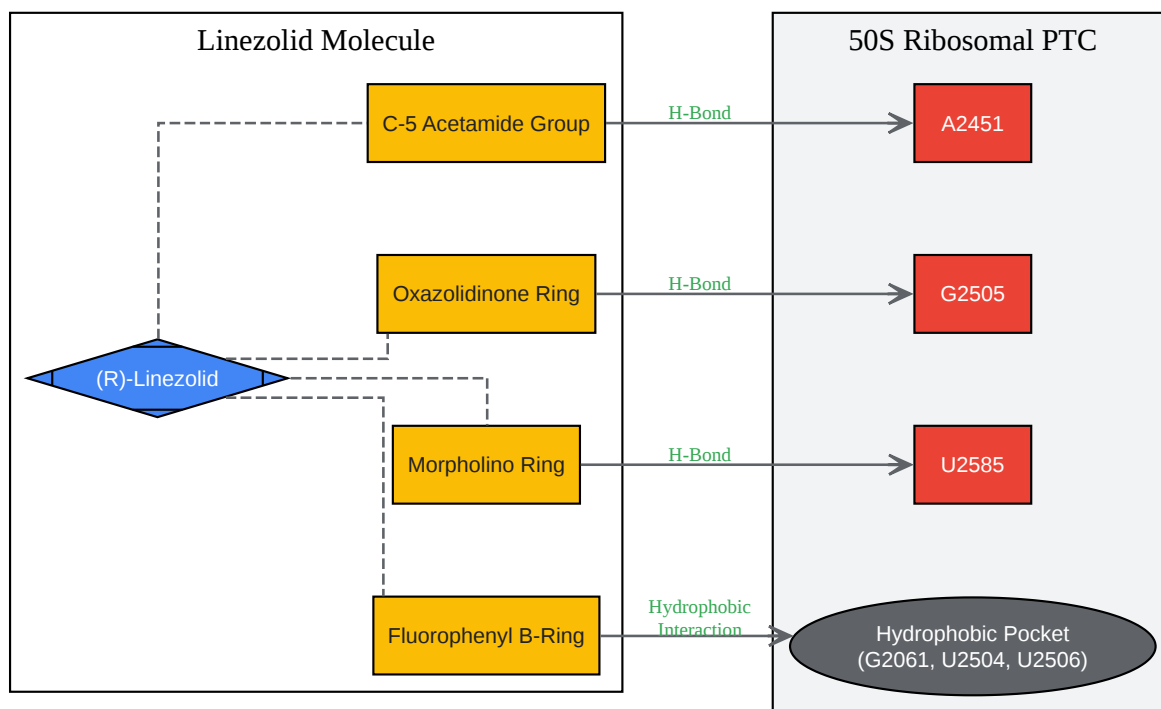 Linezolid Molecule
50S Ribosomal PTC
C-5 Acetamide Group
H-Bond
A2451
Oxazolidinone Ring
H-Bond
G2505
(R)-Linezolid
Morpholino Ring
H-Bond
U2585
Fluorophenyl B-Ring
Hydrophobic
Interaction
Hydrophobic Pocket
(G2061, U2504, U2506)